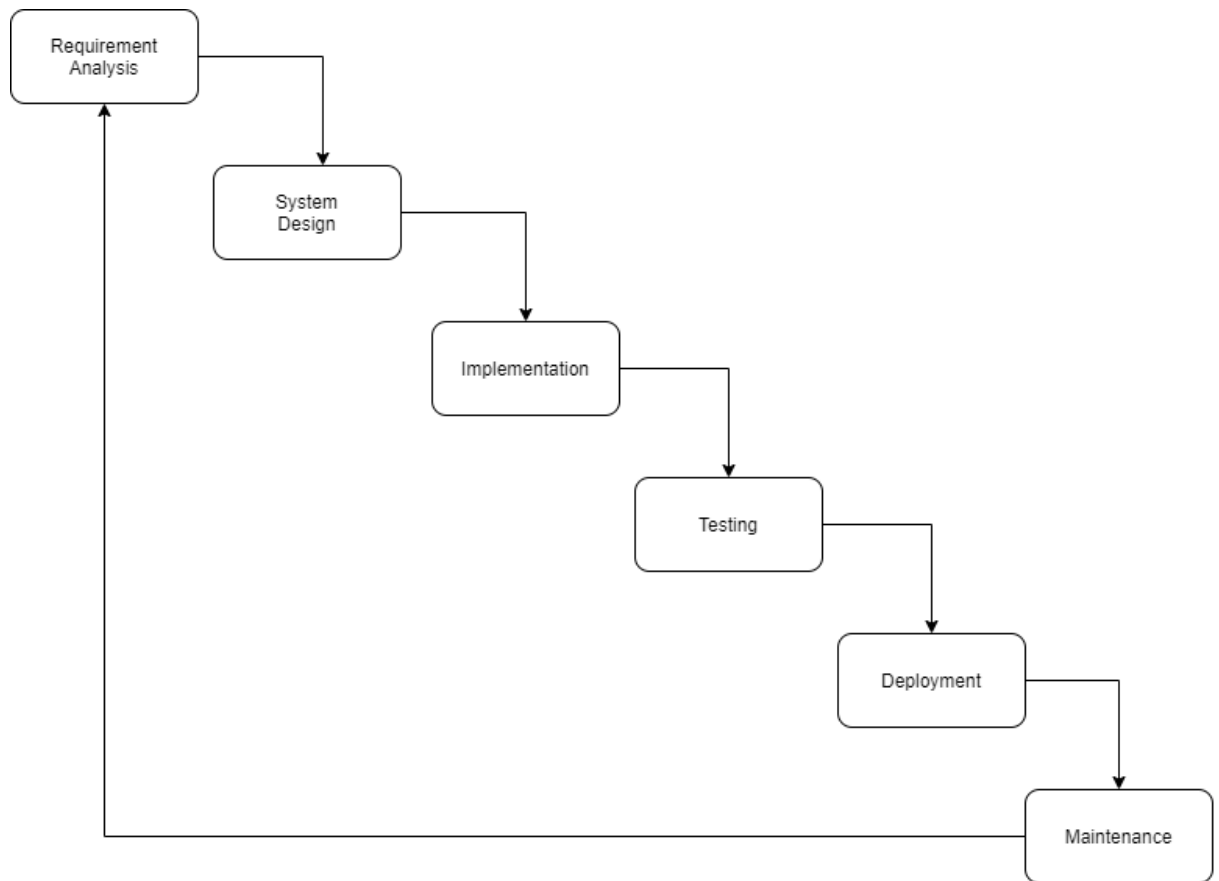 Requirement
Analysis
System
Design
Implementation
Testing
Deployment
Maintenance